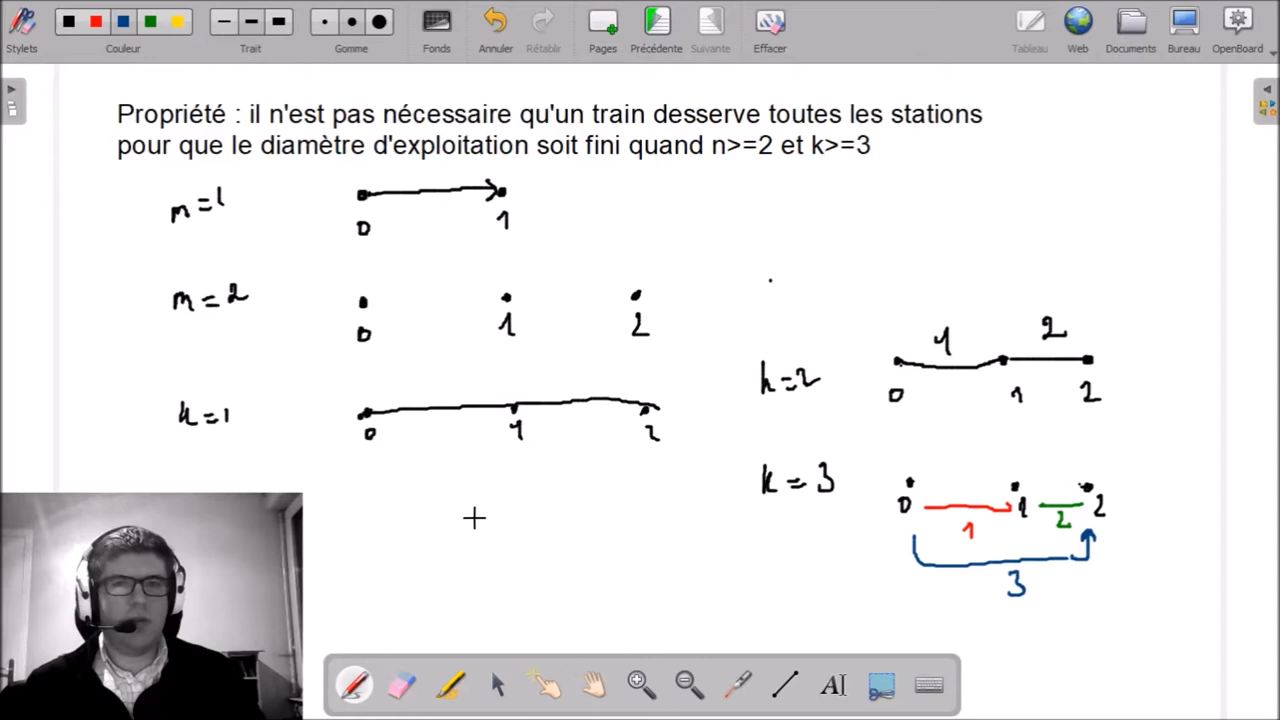 Stylets
Couleur
Trait
Gomme
Fonds
Annuler
Rétablir
Pages
Précédente
Suivante
Effacer
Tableau
Web
Documents
Bureau
OpenBoard
Propriété : il n'est pas nécessaire qu'un train desserve toutes les stations
pour que le diamètre d'exploitation soit fini quand n>=2 et k>=3
m=1
0 1
m=2
0 1 2
k=1
0 1 2
k=2
1 2
0 1 2
k=3
0 1 2
1 2
3
AI